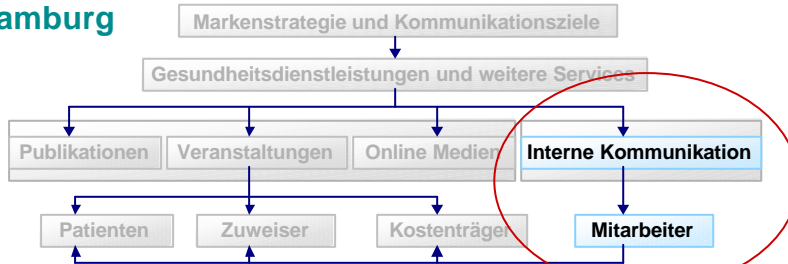 amburg
Markenstrategie und Kommunikationsziele
Gesundheitsdienstleistungen und weitere Services
Publikationen
Veranstaltungen
Online Medien
Interne Kommunikation
Patienten
Zuweiser
Kostenträger
Mitarbeiter